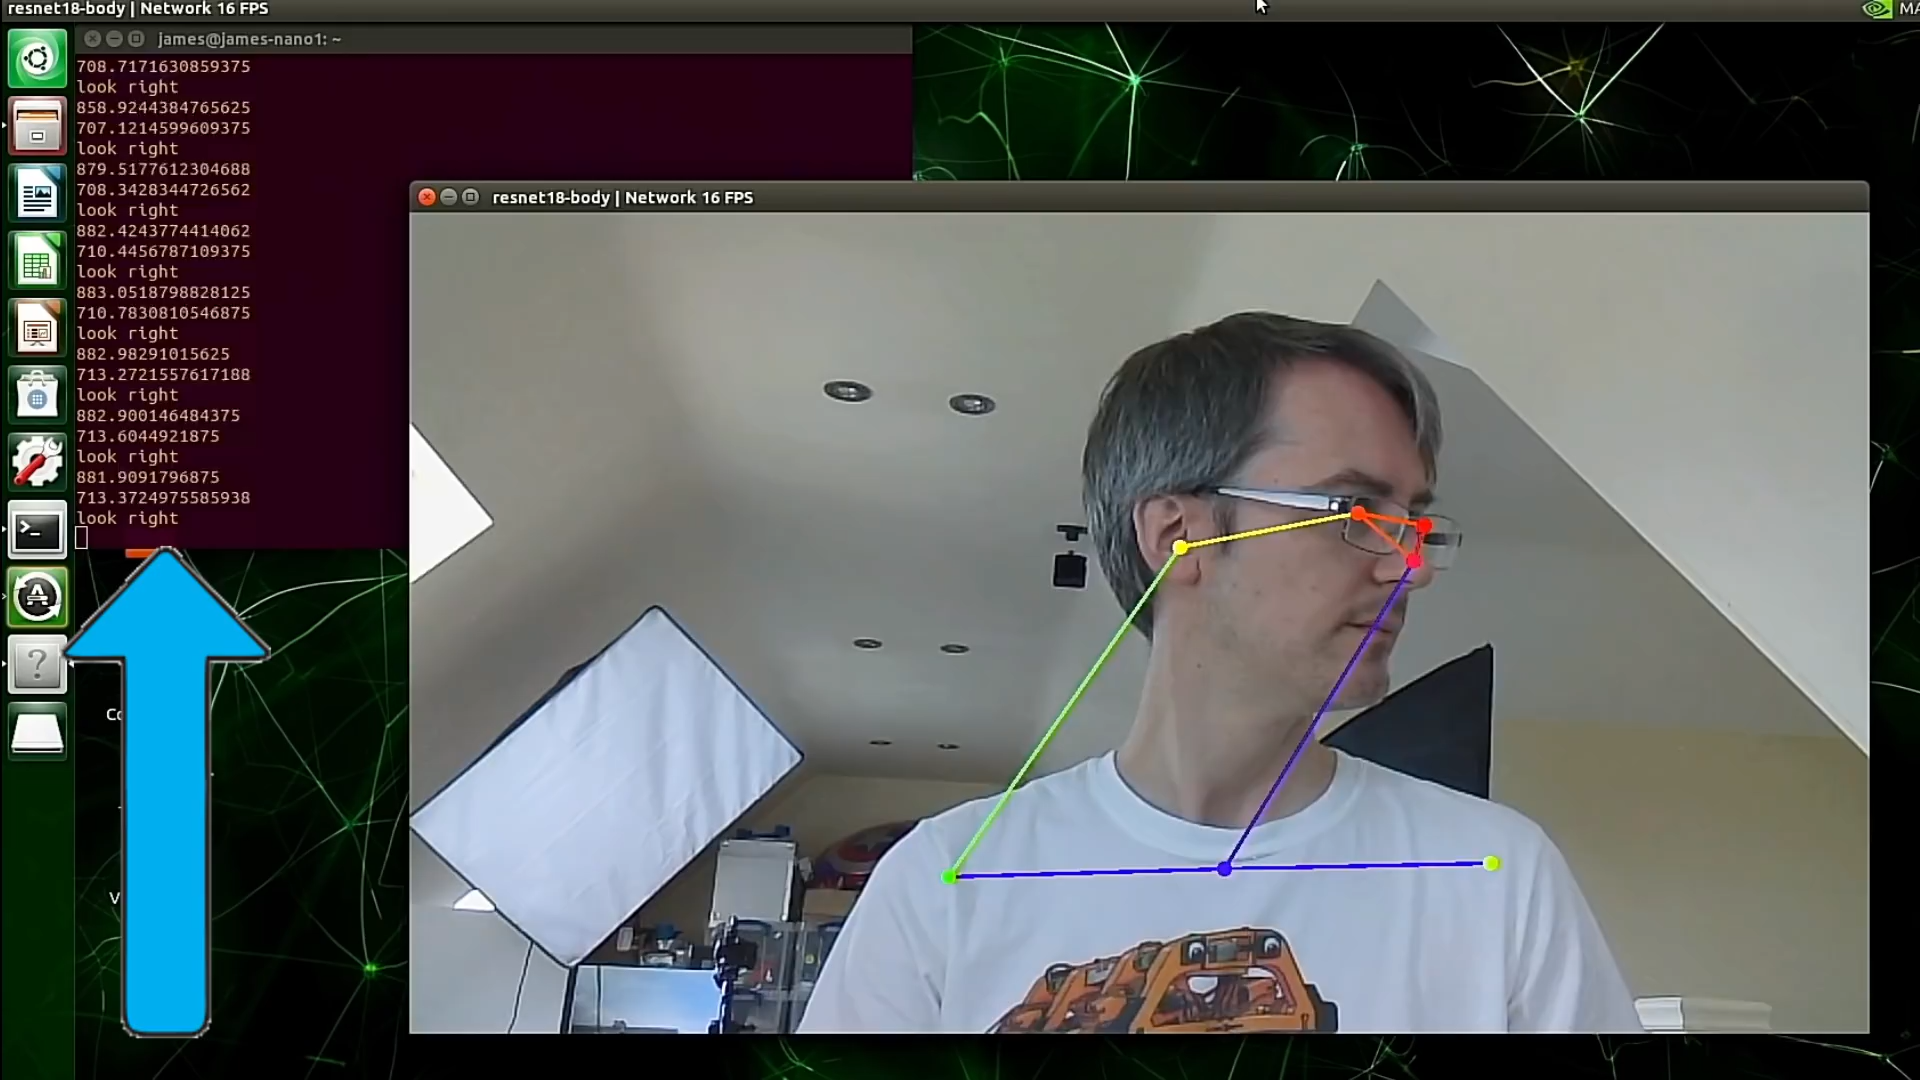 resnet18-body | Network 16 FPS
MA
james@james-nano1: ~
708.7171630859375
look right
858.9244384765625
707.1214599609375
look right
879.5177612304688
708.3428344726562
look right
882.4243774414062
710.4456787109375
look right
883.0518798828125
710.7830810546875
look right
882.98291015625
713.2721557617188
look right
882.900146484375
713.6044921875
look right
881.9091796875
713.3724975585938
look right
resnet18-body | Network 16 FPS
Co
V